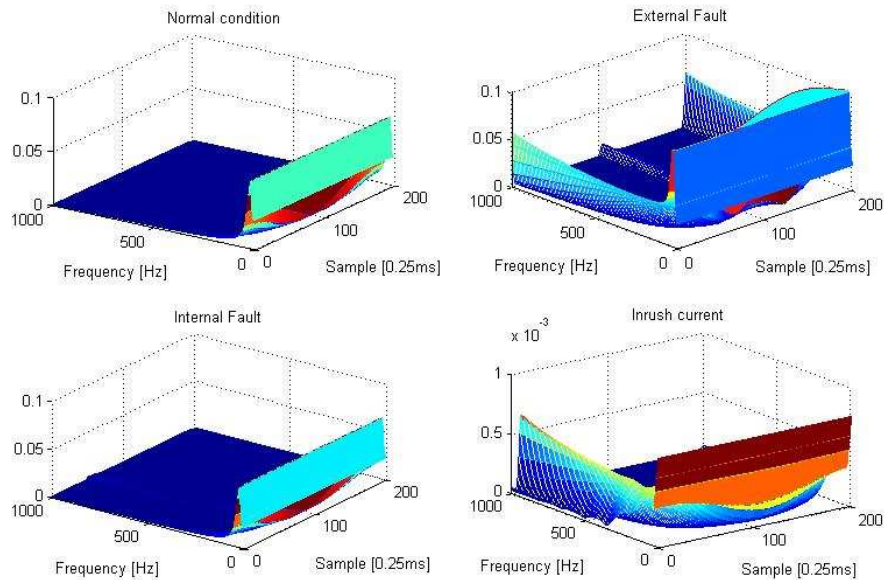 Normal condition
0.1
0.05
0
1000
500
0
0
100
200
Frequency [Hz]
Sample [0.25ms]
External Fault
0.1
0.05
0
1000
500
0
0
100
200
Frequency [Hz]
Sample [0.25ms]
Internal Fault
0.1
0.05
0
1000
500
0
0
100
200
Frequency [Hz]
Sample [0.25ms]
Inrush current
x 10⁻³
1
0.5
0
1000
500
0
0
100
200
Frequency [Hz]
Sample [0.25ms]